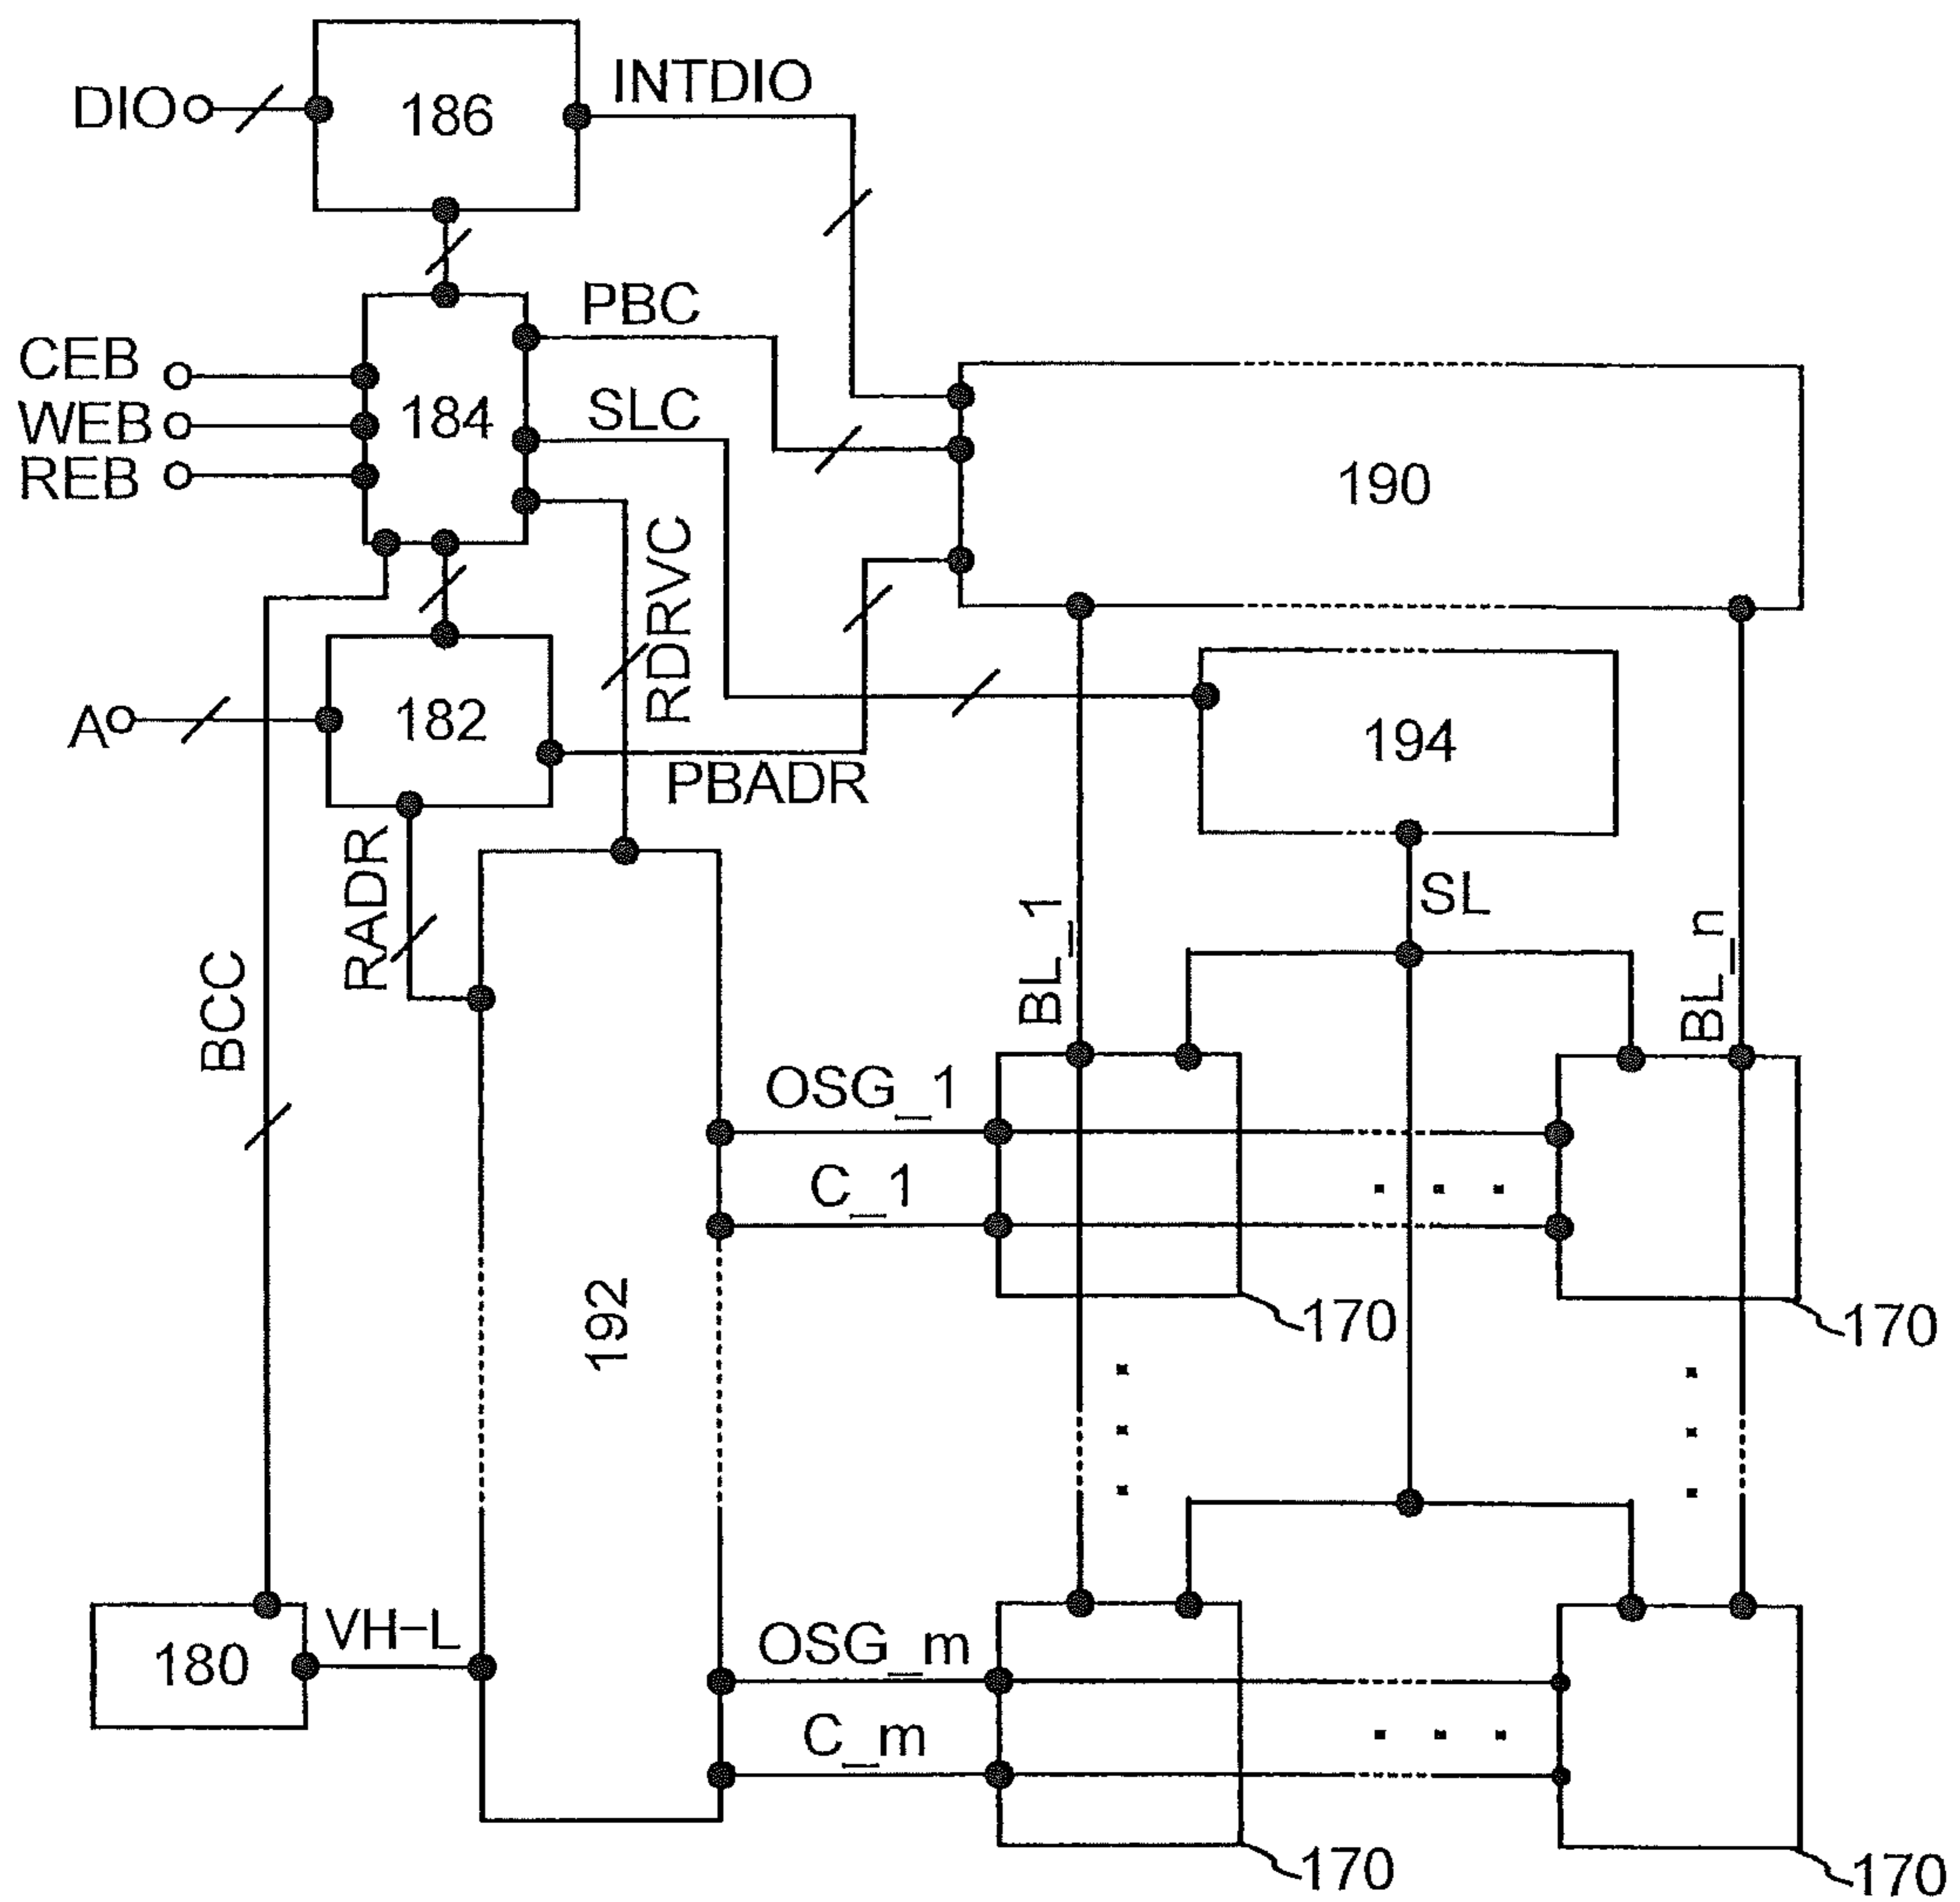 DIO
186
INTDIO
CEB
WEB
REB
184
PBC
SLC
RDRVC
190
A
182
PBADR
194
RADR
BCC
SL
BL_1
BL_n
OSG_1
C_1
192
170
170
180
VH-L
OSG_m
C_m
170
170